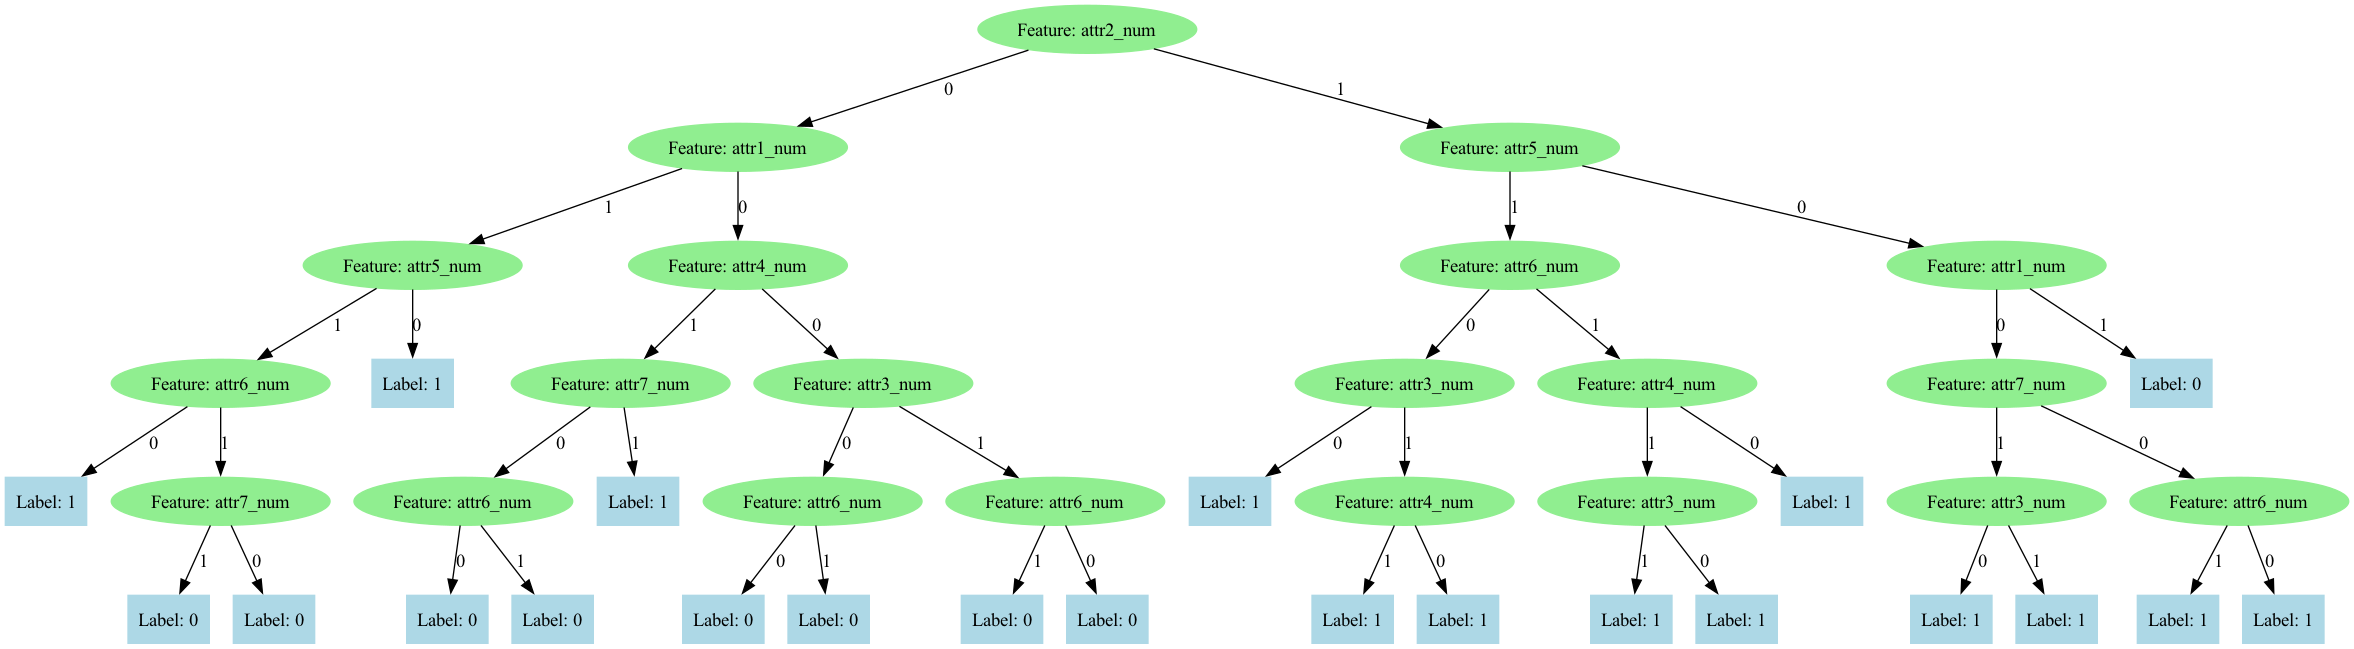 Feature: attr2_num
0
1
Feature: attr1_num
Feature: attr5_num
1
0
1
0
Feature: attr5_num
Feature: attr4_num
Feature: attr6_num
Feature: attr1_num
1
0
1
0
0
1
0
1
Feature: attr6_num
Label: 1
Feature: attr7_num
Feature: attr3_num
Feature: attr3_num
Feature: attr4_num
Feature: attr7_num
Label: 0
0
1
0
1
0
1
0
1
1
0
1
0
Label: 1
Feature: attr7_num
Feature: attr6_num
Label: 1
Feature: attr6_num
Feature: attr6_num
Label: 1
Feature: attr4_num
Feature: attr3_num
Label: 1
Feature: attr3_num
Feature: attr6_num
1
0
0
1
0
1
1
0
1
0
1
0
0
1
1
0
Label: 0
Label: 0
Label: 0
Label: 0
Label: 0
Label: 0
Label: 0
Label: 0
Label: 1
Label: 1
Label: 1
Label: 1
Label: 1
Label: 1
Label: 1
Label: 1